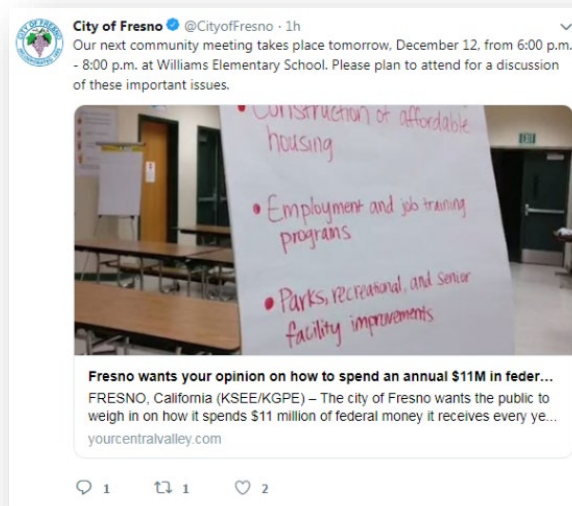 City of Fresno @CityofFresno · 1h
Our next community meeting takes place tomorrow, December 12, from 6:00 p.m.
- 8:00 p.m. at Williams Elementary School. Please plan to attend for a discussion
of these important issues.
• Construction of affordable
housing
• Employment and job training
programs
• Parks, recreational, and senior
facility improvements
EXIT
Fresno wants your opinion on how to spend an annual $11M in feder...
FRESNO, California (KSEE/KGPE) – The city of Fresno wants the public to
weigh in on how it spends $11 million of federal money it receives every ye...
yourcentralvalley.com
1 1 2